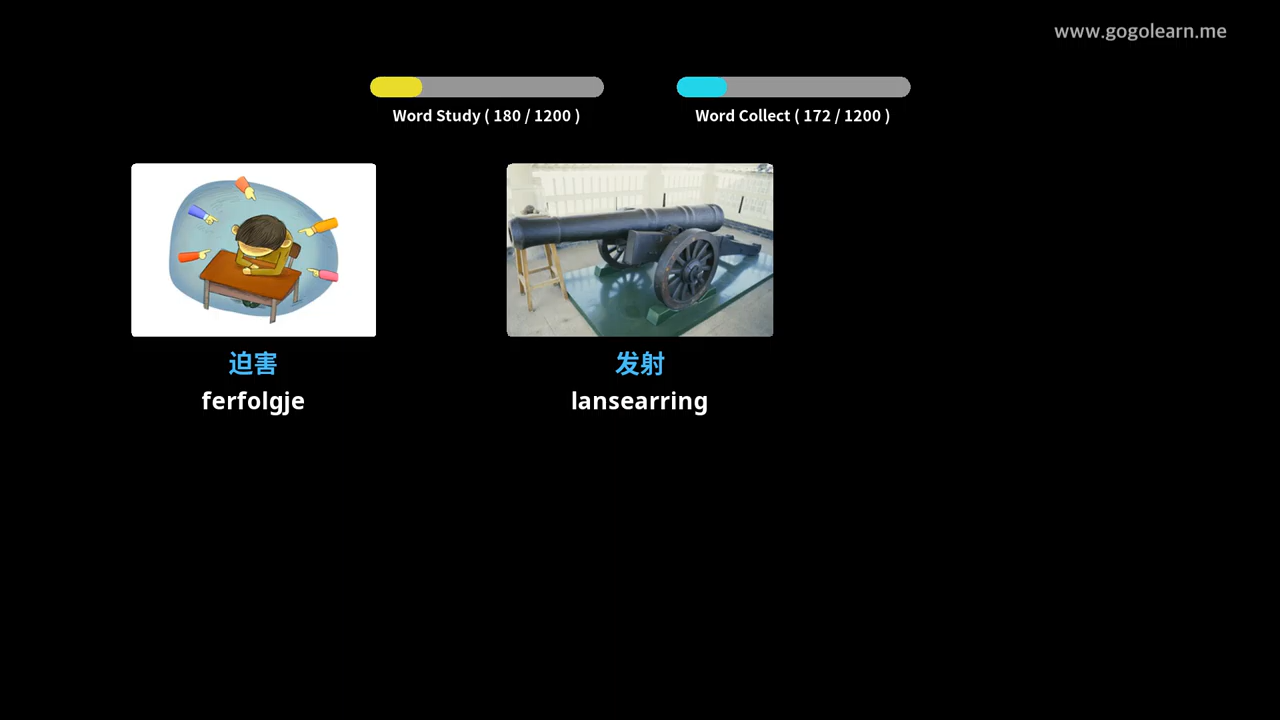 www.gogolearn.me
Word Study ( 180 / 1200 )
Word Collect ( 172 / 1200 )
迫害
ferfolgje
发射
lansearring